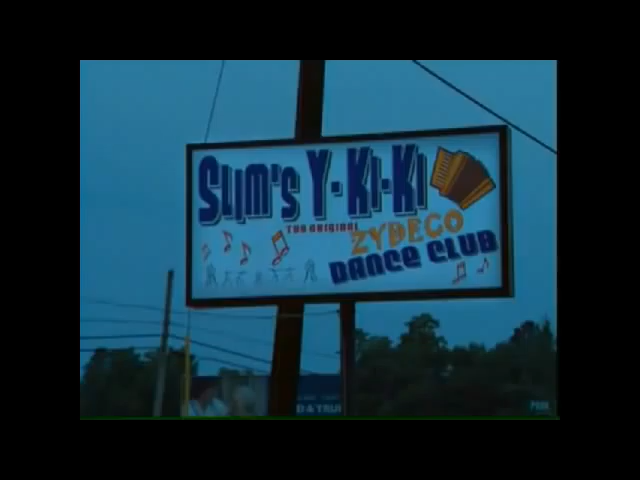 SLIM'S Y-KI-KI
THE ORIGINAL
ZYDECO
DANCE CLUB